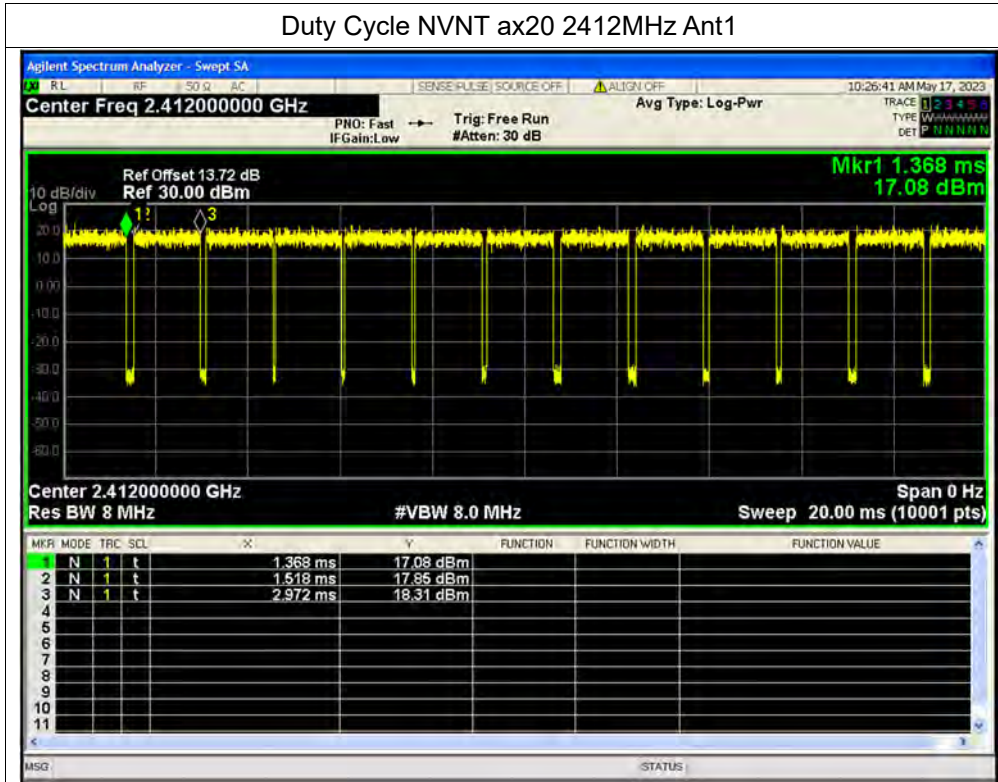 Duty Cycle NVNT ax20 2412MHz Ant1
Agilent Spectrum Analyzer - Swept SA
RL RF 50 Ω AC SENSE:PULSE SOURCE OFF ALIGN OFF 10:26:41 AM May 17, 2023
Center Freq 2.412000000 GHz Avg Type: Log-Pwr TRACE 1 2 3 4 5 6
PNO: Fast Trig: Free Run TYPE W
IFGain:Low #Atten: 30 dB DET P N N N N N
Mkr1 1.368 ms
Ref Offset 13.72 dB
10 dB/div Ref 30.00 dBm 17.08 dBm
Log
1 2 3
20.0
10.0
0.00
-10.0
-20.0
-30.0
-40.0
-50.0
-60.0
Center 2.412000000 GHz Span 0 Hz
Res BW 8 MHz #VBW 8.0 MHz Sweep 20.00 ms (10001 pts)
MKR MODE TRC SCL X Y FUNCTION FUNCTION WIDTH FUNCTION VALUE
1 N 1 t 1.368 ms 17.08 dBm
2 N 1 t 1.518 ms 17.85 dBm
3 N 1 t 2.972 ms 18.31 dBm
4
5
6
7
8
9
10
11
MSG STATUS